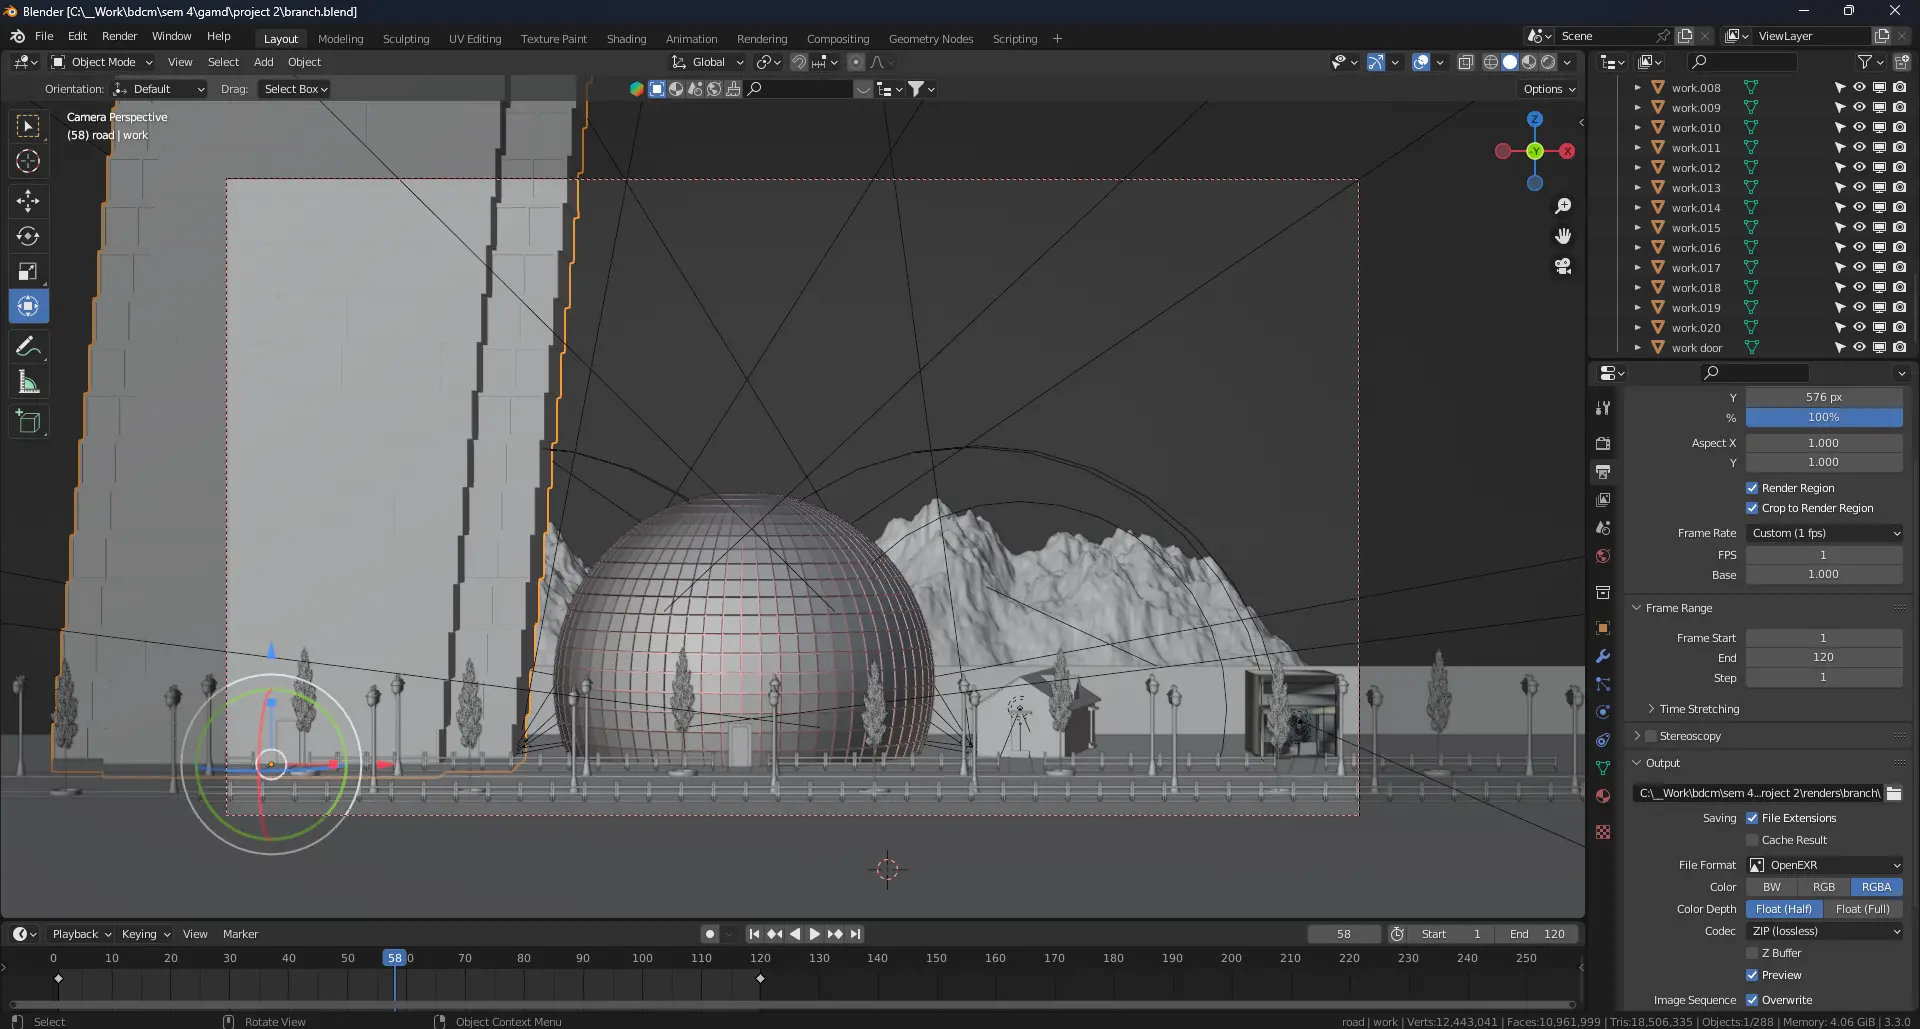 Blender [C:\__Work\bdcm\sem 4\gamd\project 2\branch.blend]
File Edit Render Window Help Layout Modeling Sculpting UV Editing Texture Paint Shading Animation Rendering Compositing Geometry Nodes Scripting + Scene ViewLayer
Object Mode View Select Add Object Global
Orientation: Default Drag: Select Box Options
Camera Perspective
(58) road | work
Z
-Y X
work.008
work.009
work.010
work.011
work.012
work.013
work.014
work.015
work.016
work.017
work.018
work.019
work.020
work door
Y 576 px
% 100%
Aspect X 1.000
Y 1.000
Render Region
Crop to Render Region
Frame Rate Custom (1 fps)
FPS 1
Base 1.000
Frame Range
Frame Start 1
End 120
Step 1
Time Stretching
Stereoscopy
Output
C:\__Work\bdcm\sem 4...roject 2\renders\branch\
Saving File Extensions
Cache Result
File Format OpenEXR
Color BW RGB RGBA
Color Depth Float (Half) Float (Full)
Codec ZIP (lossless)
Z Buffer
Preview
Image Sequence Overwrite
Playback Keying View Marker 58 Start 1 End 120
0 10 20 30 40 50 58 0 70 80 90 100 110 120 130 140 150 160 170 180 190 200 210 220 230 240 250
Select Rotate View Object Context Menu road | work | Verts:12,443,041 | Faces:10,961,999 | Tris:18,506,335 | Objects:1/288 | Memory: 4.06 GiB | 3.3.0